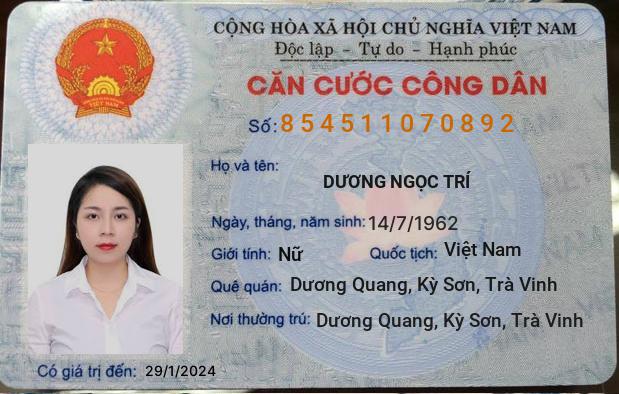 CỘNG HÒA XÃ HỘI CHỦ NGHĨA VIỆT NAM
Độc lập - Tự do - Hạnh phúc
CĂN CƯỚC CÔNG DÂN
Số: 854511070892
Họ và tên:
DƯƠNG NGỌC TRÍ
Ngày, tháng, năm sinh: 14/7/1962
Giới tính: Nữ Quốc tịch: Việt Nam
Quê quán: Dương Quang, Kỳ Sơn, Trà Vinh
Nơi thường trú: Dương Quang, Kỳ Sơn, Trà Vinh
Có giá trị đến: 29/1/2024
VIỆT NAM